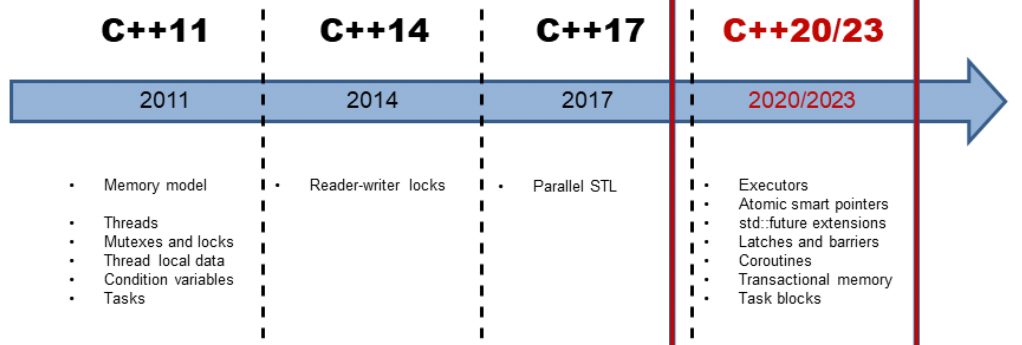 C++11
C++14
C++17
C++20/23
2011
2014
2017
2020/2023
• Memory model
• Threads
• Mutexes and locks
• Thread local data
• Condition variables
• Tasks
• Reader-writer locks
• Parallel STL
• Executors
• Atomic smart pointers
• std::future extensions
• Latches and barriers
• Coroutines
• Transactional memory
• Task blocks